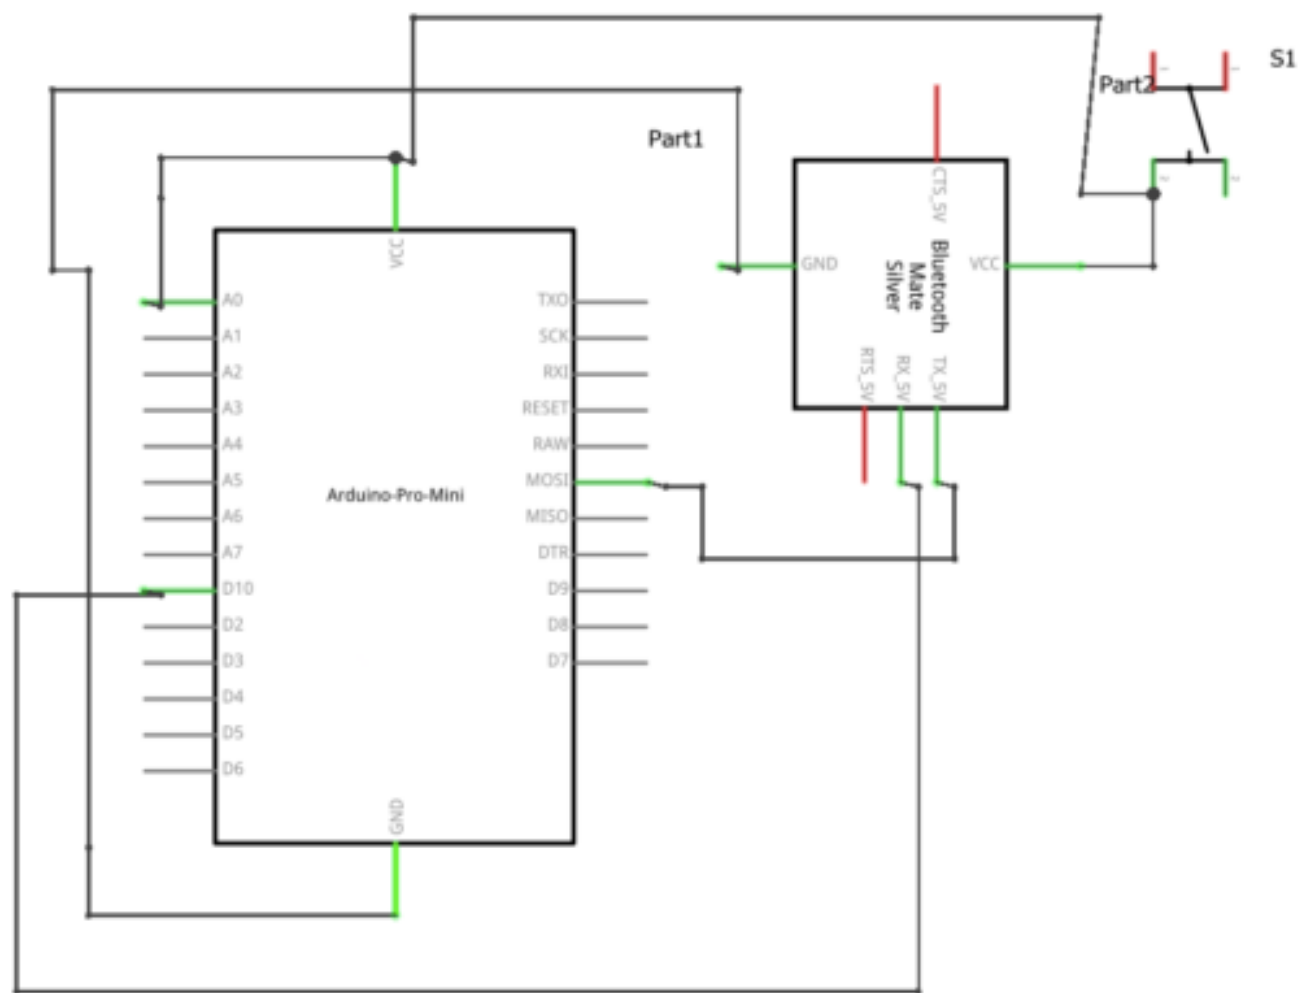 S1
Part2
Part1
CTS_5V
VCC
GND
Bluetooth
Mate
Silver
VCC
A0
TXO
A1
SCK
A2
RXI
RTS_5V
RX_5V
TX_5V
A3
RESET
A4
RAW
A5
MOSI
Arduino-Pro-Mini
A6
MISO
A7
DTR
D10
D9
D2
D8
D3
D7
D4
D5
D6
GND